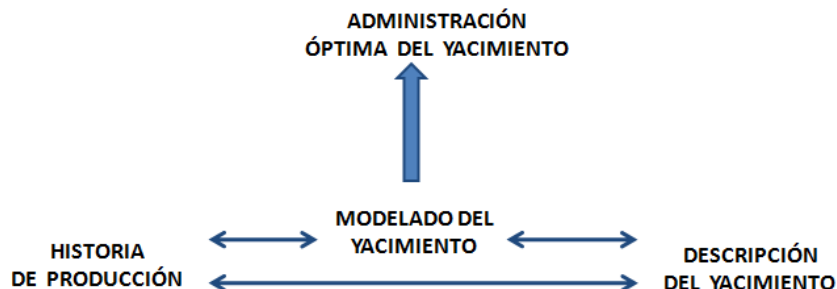 ADMINISTRACIÓN
ÓPTIMA DEL YACIMIENTO
MODELADO DEL
YACIMIENTO
HISTORIA
DE PRODUCCIÓN
DESCRIPCIÓN
DEL YACIMIENTO